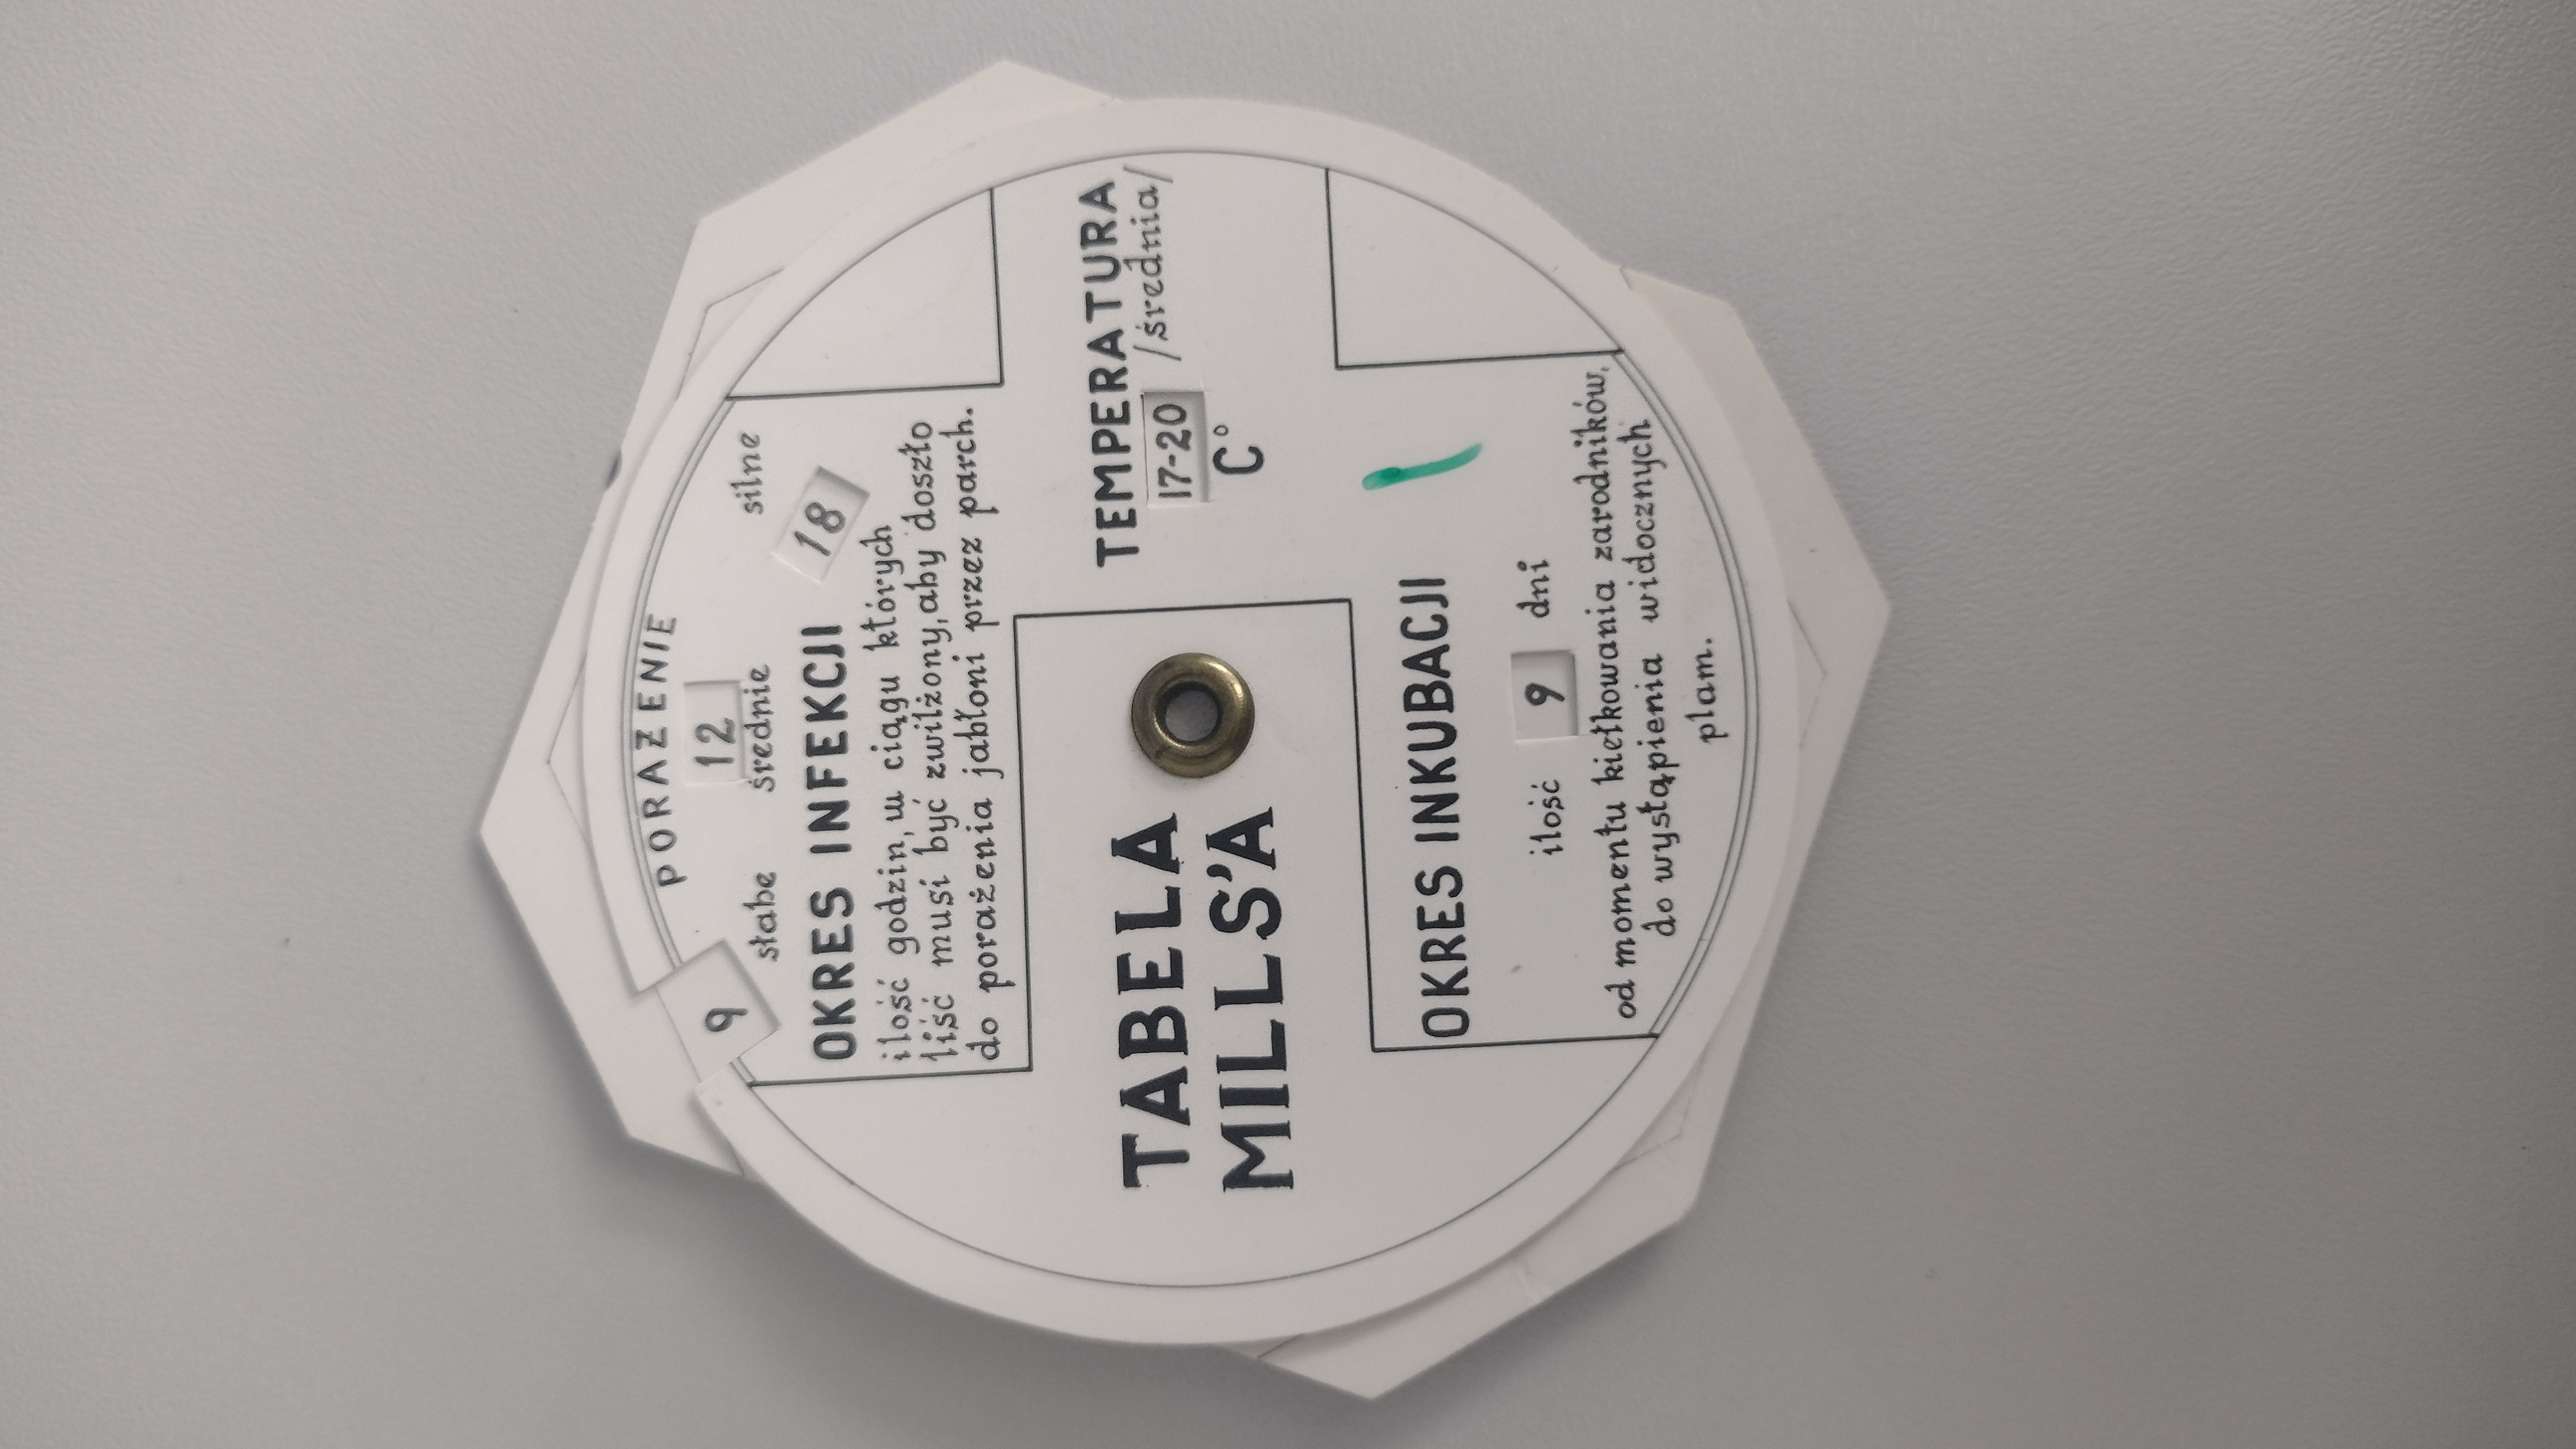 PORAŻENIE
9 12 18
słabe średnie silne
OKRES INFEKCJI
ilość godzin, w ciągu których
liść musi być zwilżony, aby doszło
do porażenia jabłoni przez parch.
TEMPERATURA
17-20 /średnia/
C°
TABELA
MILLS'A
OKRES INKUBACJI
ilość 9 dni
od momentu kiełkowania zarodników,
do wystąpienia widocznych
plam.